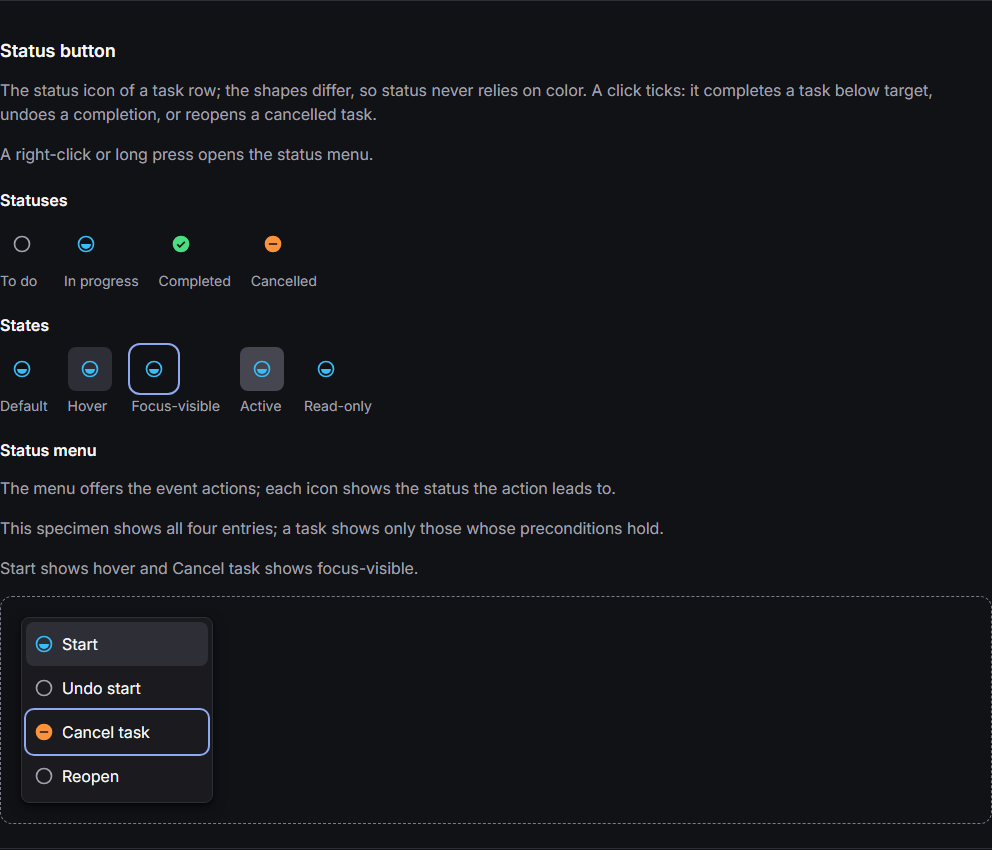 Status button
The status icon of a task row; the shapes differ, so status never relies on color. A click ticks: it completes a task below target,
undoes a completion, or reopens a cancelled task.
A right-click or long press opens the status menu.
Statuses
To do
In progress
Completed
Cancelled
States
Default
Hover
Focus-visible
Active
Read-only
Status menu
The menu offers the event actions; each icon shows the status the action leads to.
This specimen shows all four entries; a task shows only those whose preconditions hold.
Start shows hover and Cancel task shows focus-visible.
Start
Undo start
Cancel task
Reopen